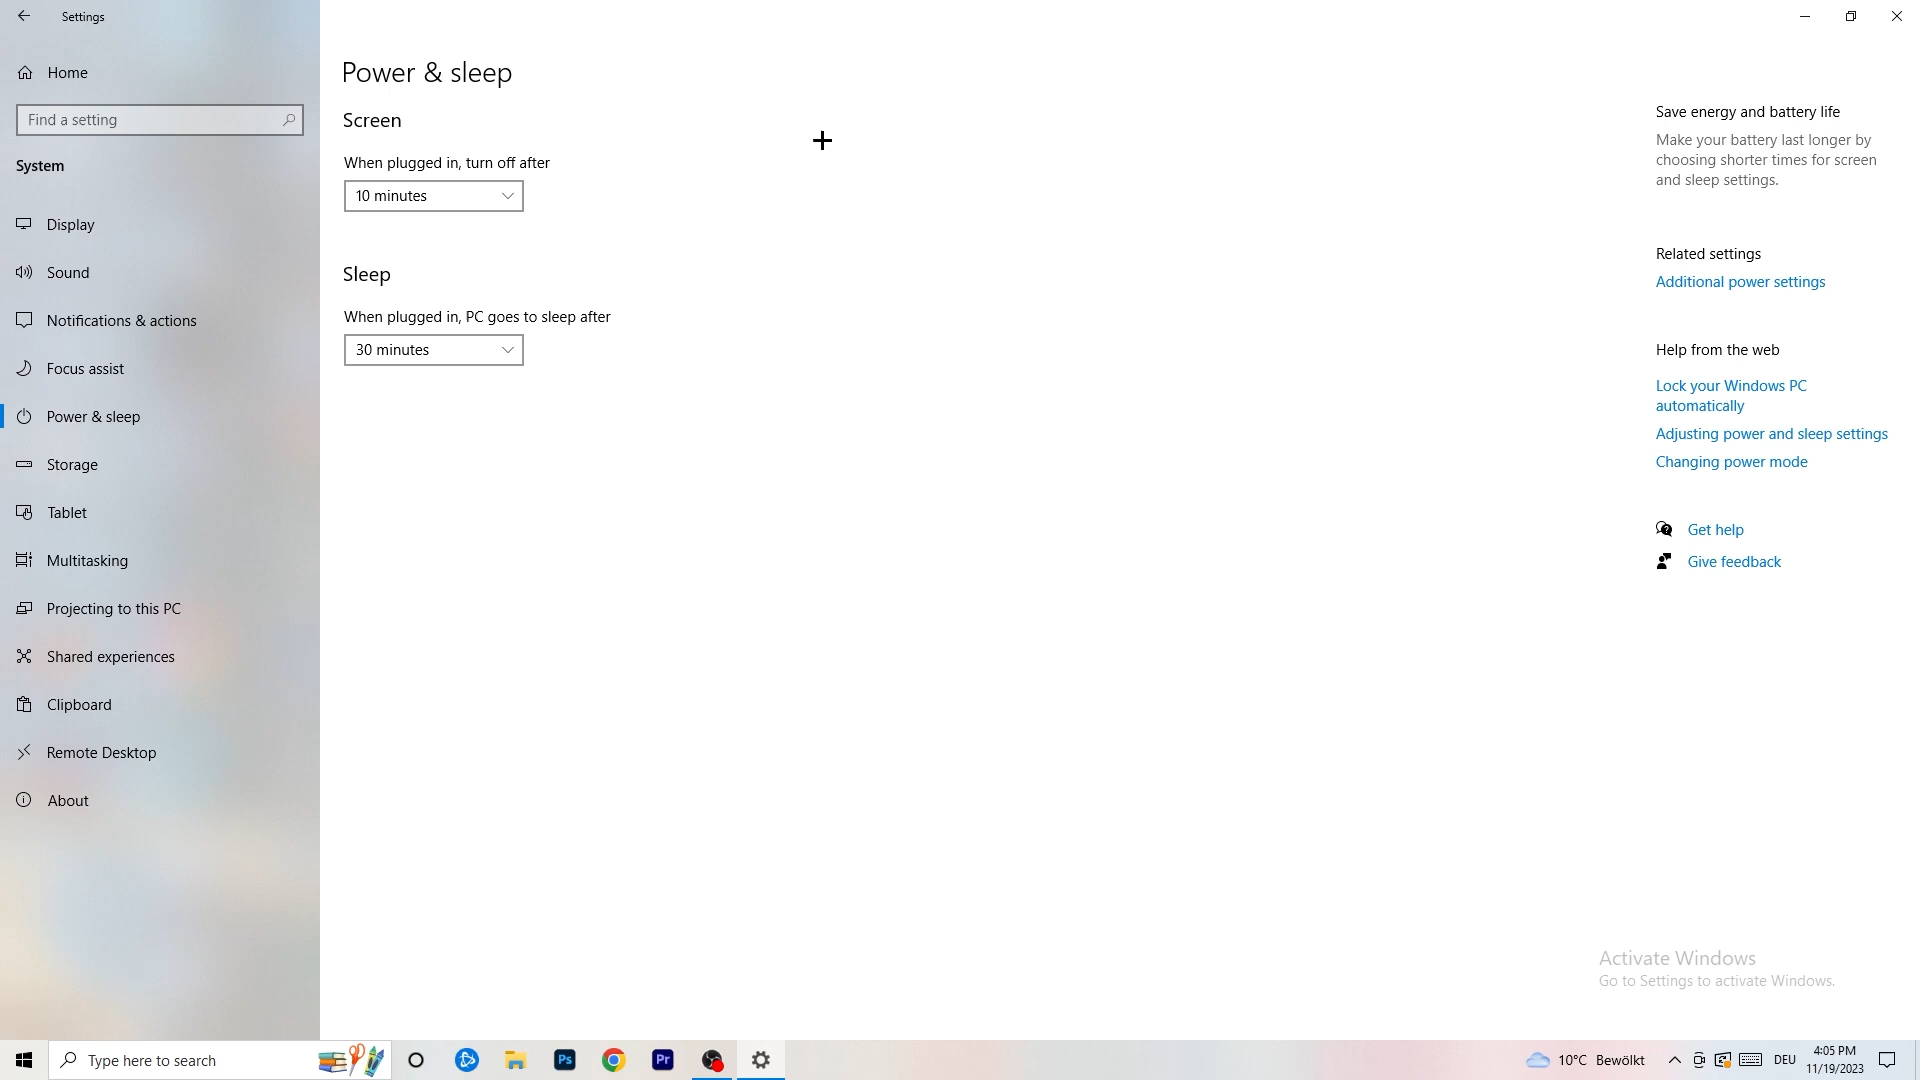 Settings
Home
Find a setting
System
Display
Sound
Notifications & actions
Focus assist
Power & sleep
Storage
Tablet
Multitasking
Projecting to this PC
Shared experiences
Clipboard
Remote Desktop
About
Power & sleep
Screen
When plugged in, turn off after
10 minutes
Sleep
When plugged in, PC goes to sleep after
30 minutes
Save energy and battery life
Make your battery last longer by
choosing shorter times for screen
and sleep settings.
Related settings
Additional power settings
Help from the web
Lock your Windows PC
automatically
Adjusting power and sleep settings
Changing power mode
Get help
Give feedback
Activate Windows
Go to Settings to activate Windows.
Type here to search
Ps
Pr
10°C Bewölkt
DEU
4:05 PM
11/19/2023